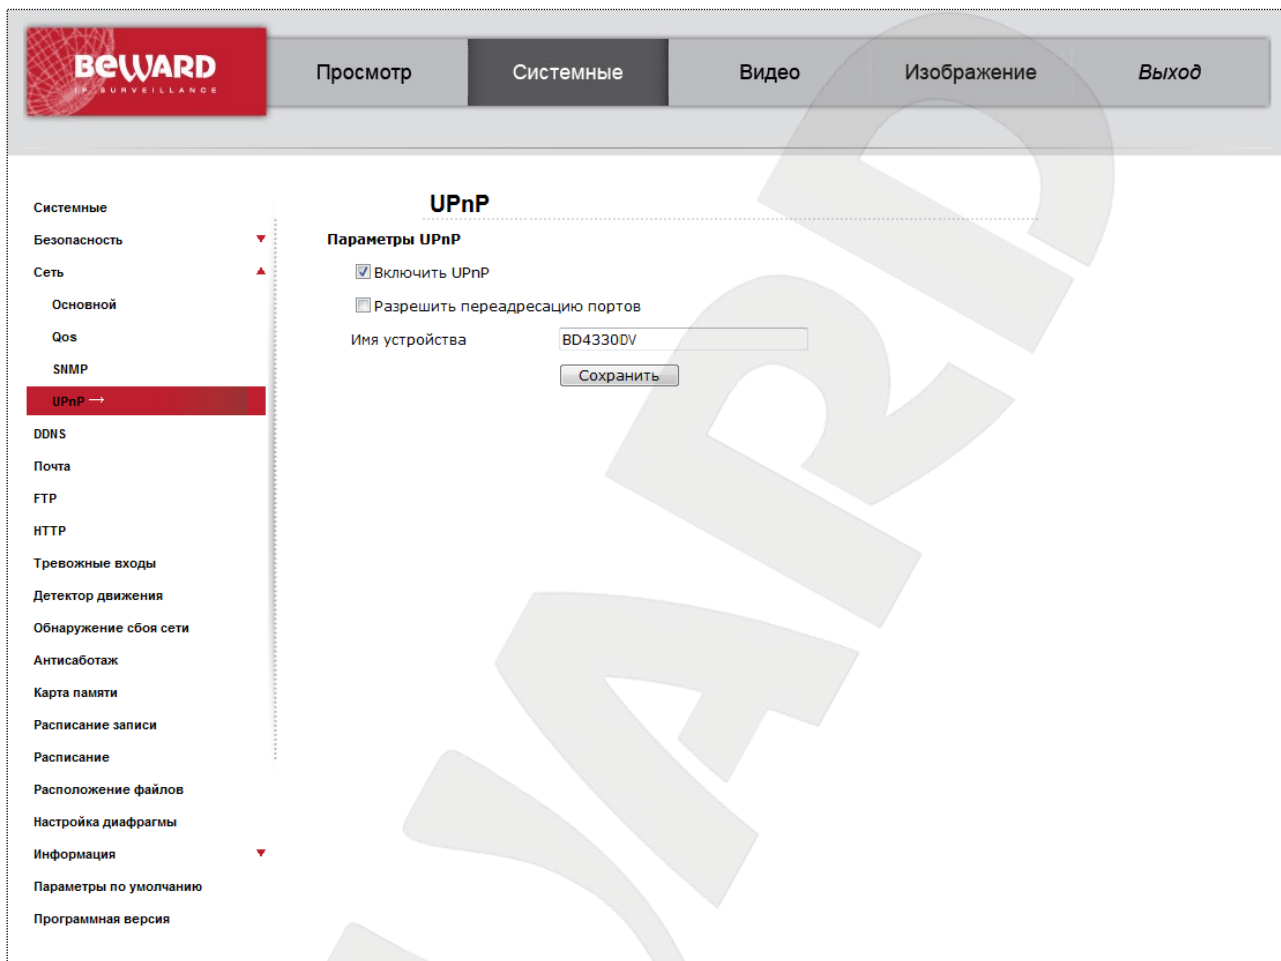 BEWARD
IP SURVEILLANCE
Просмотр
Системные
Видео
Изображение
Выход
Системные
Безопасность
Сеть
Основной
Qos
SNMP
UPnP →
DDNS
Почта
FTP
HTTP
Тревожные входы
Детектор движения
Обнаружение сбоя сети
Антисаботаж
Карта памяти
Расписание записи
Расписание
Расположение файлов
Настройка диафрагмы
Информация
Параметры по умолчанию
Программная версия
UPnP
Параметры UPnP
Включить UPnP
Разрешить переадресацию портов
Имя устройства BD4330DV
Сохранить